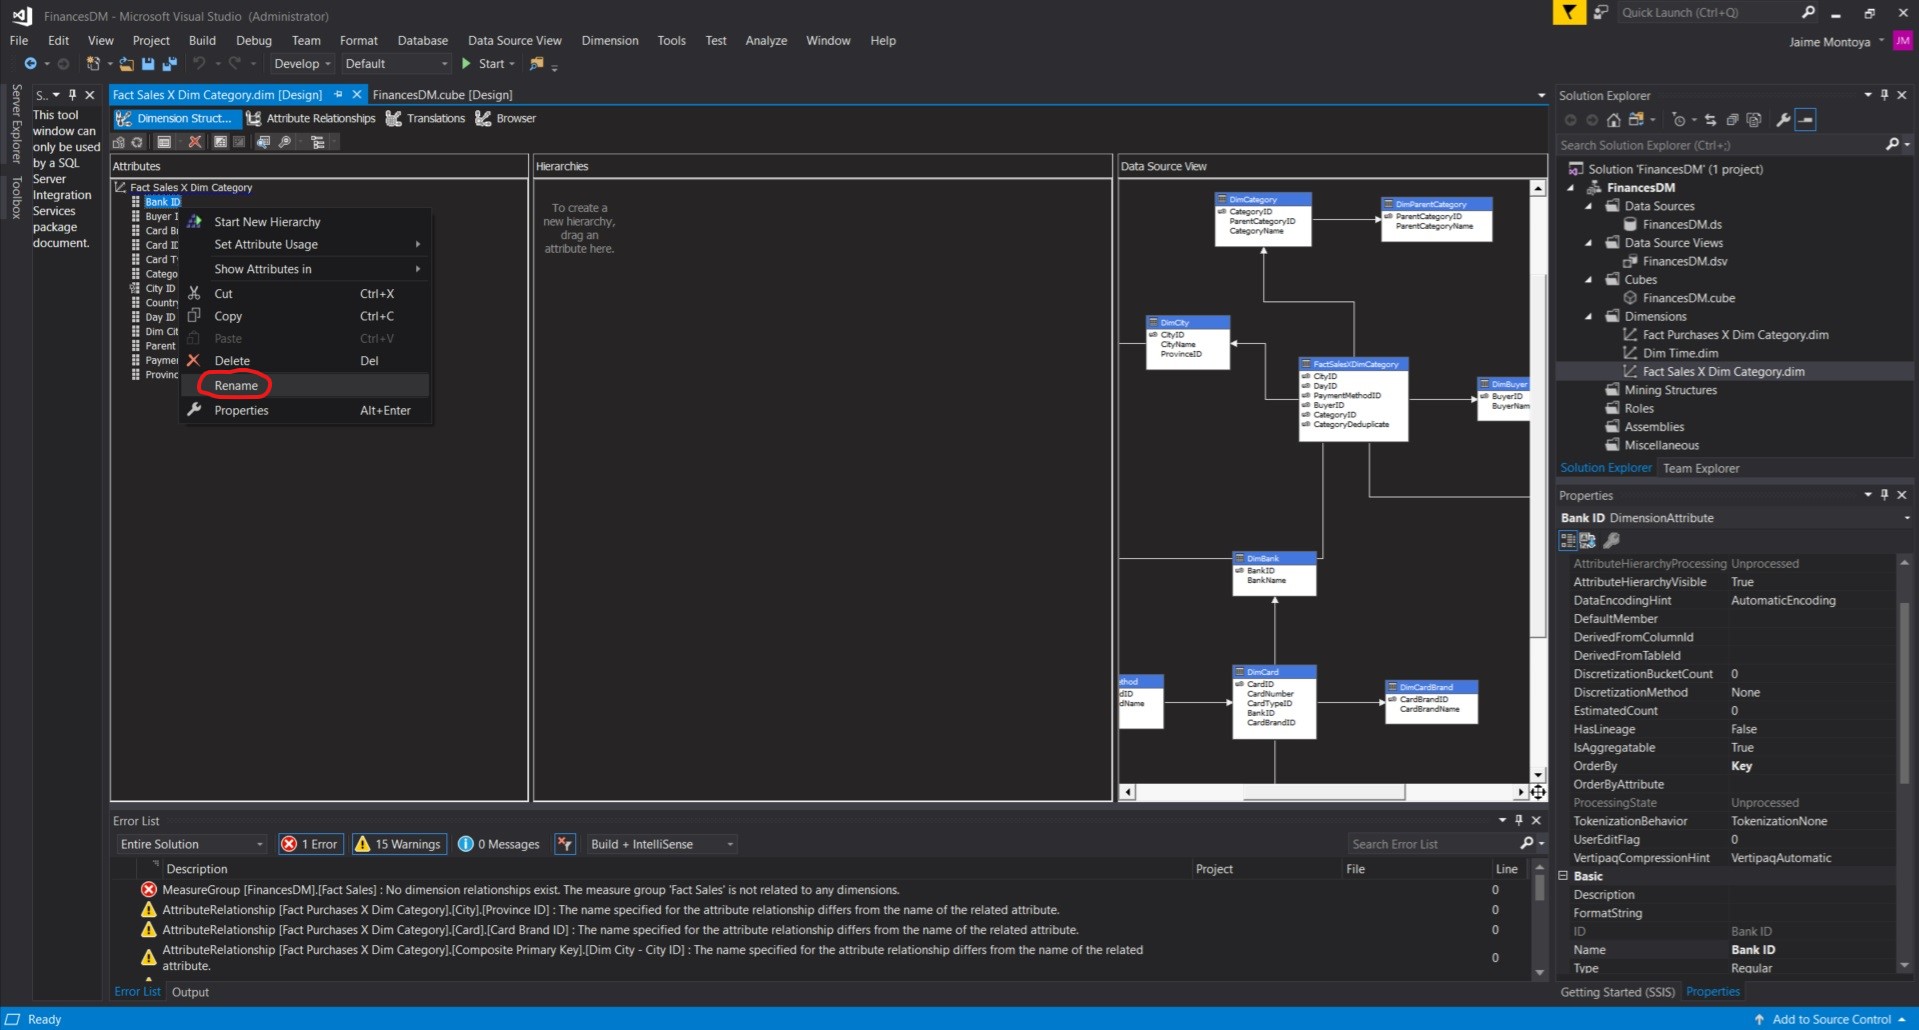 FinancesDM - Microsoft Visual Studio (Administrator)
Quick Launch (Ctrl+Q)
File Edit View Project Build Debug Team Format Database Data Source View Dimension Tools Test Analyze Window Help
Jaime Montoya JM
Develop Default Start
Server Explorer
Toolbox
S..
This tool
window can
only be used
by a SQL
Server
Integration
Services
package
document.
Fact Sales X Dim Category.dim [Design] FinancesDM.cube [Design]
Dimension Struct... Attribute Relationships Translations Browser
Attributes
Fact Sales X Dim Category
Bank ID
Buyer I
Card B
Card ID
Card T
Catego
City ID
Country
Day ID
Dim Cit
Parent
Paymen
Provinc
Start New Hierarchy
Set Attribute Usage
Show Attributes in
Cut Ctrl+X
Copy Ctrl+C
Paste Ctrl+V
Delete Del
Rename
Properties Alt+Enter
Hierarchies
To create a
new hierarchy,
drag an
attribute here.
Data Source View
DimCategory
CategoryID
ParentCategoryID
CategoryName
DimParentCategory
ParentCategoryID
ParentCategoryName
DimCity
CityID
CityName
ProvinceID
FactSalesXDimCategory
CityID
DayID
PaymentMethodID
BuyerID
CategoryID
CategoryDeduplicate
DimBuyer
BuyerID
BuyerNam
DimBank
BankID
BankName
thod
dID
dName
DimCard
CardID
CardNumber
CardTypeID
BankID
CardBrandID
DimCardBrand
CardBrandID
CardBrandName
Error List
Entire Solution 1 Error 15 Warnings 0 Messages Build + IntelliSense Search Error List
Description Project File Line
MeasureGroup [FinancesDM].[Fact Sales] : No dimension relationships exist. The measure group 'Fact Sales' is not related to any dimensions. 0
AttributeRelationship [Fact Purchases X Dim Category].[City].[Province ID] : The name specified for the attribute relationship differs from the name of the related attribute. 0
AttributeRelationship [Fact Purchases X Dim Category].[Card].[Card Brand ID] : The name specified for the attribute relationship differs from the name of the related attribute. 0
AttributeRelationship [Fact Purchases X Dim Category].[Composite Primary Key].[Dim City - City ID] : The name specified for the attribute relationship differs from the name of the related
attribute. 0
Error List Output
Solution Explorer
Search Solution Explorer (Ctrl+;)
Solution 'FinancesDM' (1 project)
FinancesDM
Data Sources
FinancesDM.ds
Data Source Views
FinancesDM.dsv
Cubes
FinancesDM.cube
Dimensions
Fact Purchases X Dim Category.dim
Dim Time.dim
Fact Sales X Dim Category.dim
Mining Structures
Roles
Assemblies
Miscellaneous
Solution Explorer Team Explorer
Properties
Bank ID DimensionAttribute
AttributeHierarchyProcessing Unprocessed
AttributeHierarchyVisible True
DataEncodingHint AutomaticEncoding
DefaultMember
DerivedFromColumnId
DerivedFromTableId
DiscretizationBucketCount 0
DiscretizationMethod None
EstimatedCount 0
HasLineage False
IsAggregatable True
OrderBy Key
OrderByAttribute
ProcessingState Unprocessed
TokenizationBehavior TokenizationNone
UserEditFlag 0
VertipaqCompressionHint VertipaqAutomatic
Basic
Description
FormatString
ID Bank ID
Name Bank ID
Type Regular
Getting Started (SSIS) Properties
Ready
Add to Source Control